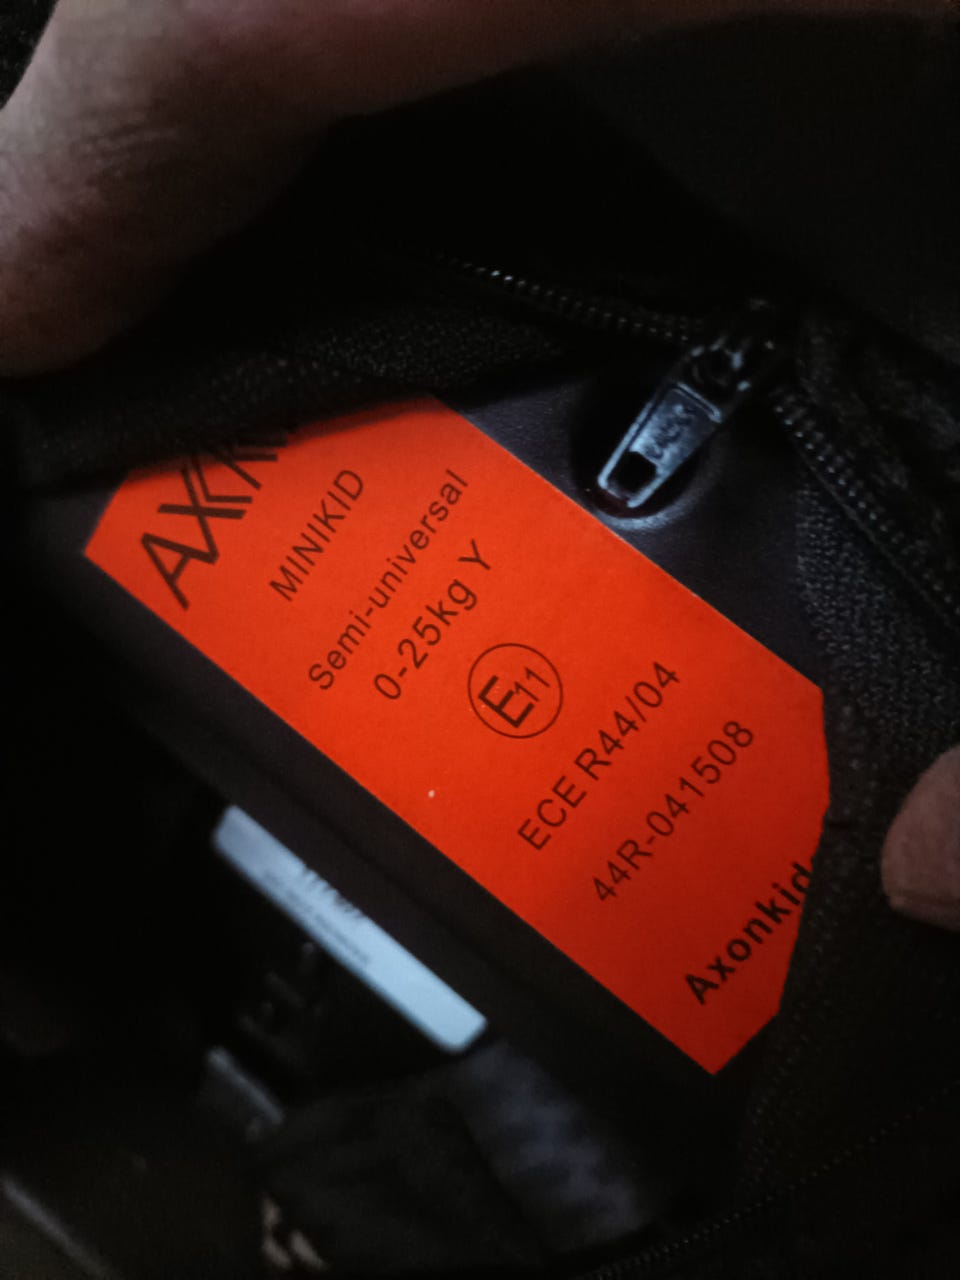 MINIKID
Semi-universal
0-25kg Y
E11
ECE R44/04
44R-041508
Axonkid